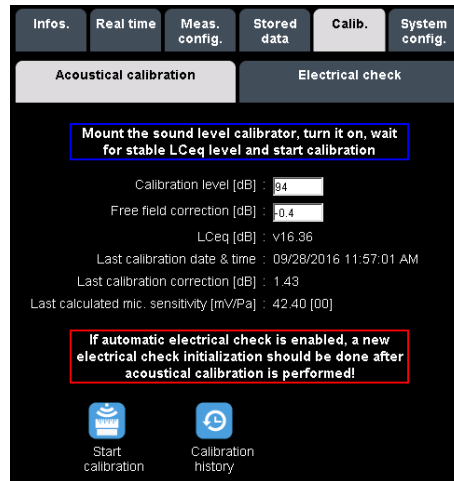 Infos. Real time Meas. config. Stored data Calib. System config.
Acoustical calibration Electrical check
Mount the sound level calibrator, turn it on, wait
for stable LCeq level and start calibration
Calibration level [dB] : 94
Free field correction [dB] : -0.4
LCeq [dB] : v16.36
Last calibration date & time : 09/28/2016 11:57:01 AM
Last calibration correction [dB] : 1.43
Last calculated mic. sensitivity [mV/Pa] : 42.40 [00]
If automatic electrical check is enabled, a new
electrical check initialization should be done after
acoustical calibration is performed!
Start calibration
Calibration history